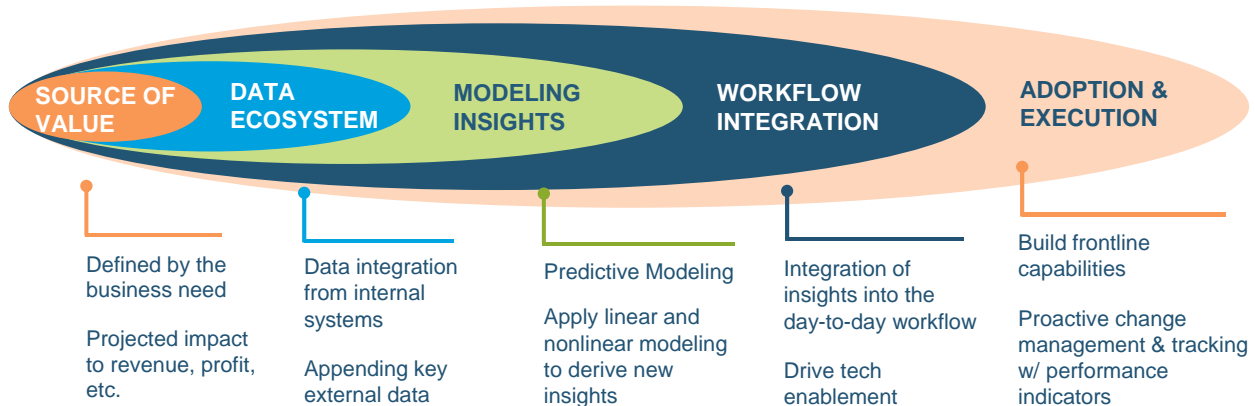 SOURCE OF
VALUE
DATA
ECOSYSTEM
MODELING
INSIGHTS
WORKFLOW
INTEGRATION
ADOPTION &
EXECUTION
Defined by the
business need
Projected impact
to revenue, profit,
etc.
Data integration
from internal
systems
Appending key
external data
Predictive Modeling
Apply linear and
nonlinear modeling
to derive new
insights
Integration of
insights into the
day-to-day workflow
Drive tech
enablement
Build frontline
capabilities
Proactive change
management & tracking
w/ performance
indicators